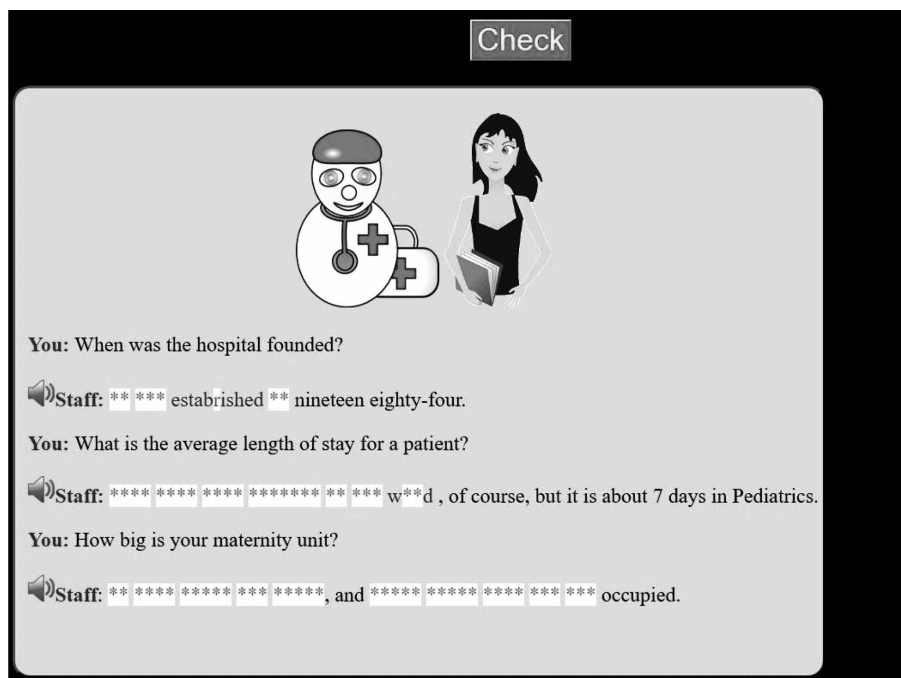 Check
You: When was the hospital founded?
Staff: ** *** estabrished ** nineteen eighty-four.
You: What is the average length of stay for a patient?
Staff: **** **** **** ******* ** *** w**d , of course, but it is about 7 days in Pediatrics.
You: How big is your maternity unit?
Staff: ** **** ***** *** *****, and ***** ***** **** *** *** occupied.